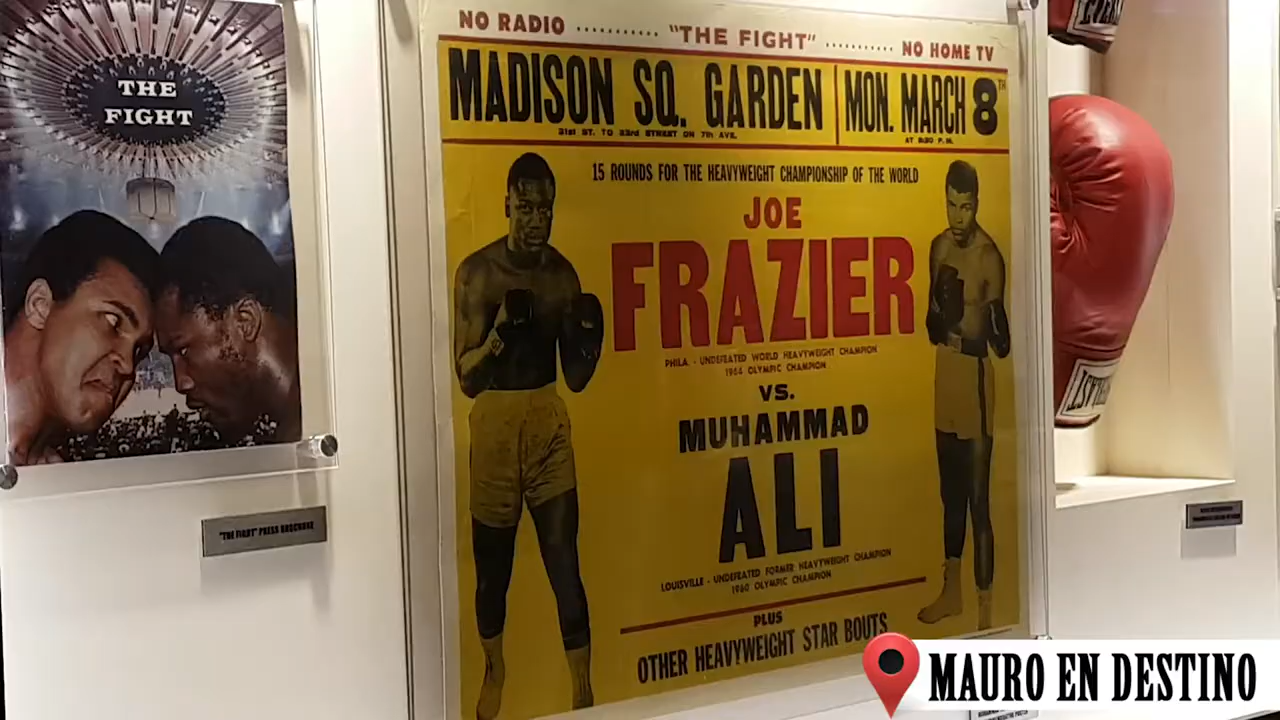 THE
FIGHT
"THE FIGHT" PRESS BROCHURE
NO RADIO ........... "THE FIGHT" ........... NO HOME TV
MADISON SQ. GARDEN
31st ST. TO 33rd STREET ON 7th AVE.
MON. MARCH 8TH
AT 8:30 P.M.
15 ROUNDS FOR THE HEAVYWEIGHT CHAMPIONSHIP OF THE WORLD
JOE
FRAZIER
PHILA. - UNDEFEATED WORLD HEAVYWEIGHT CHAMPION
1964 OLYMPIC CHAMPION
VS.
MUHAMMAD
ALI
LOUISVILLE - UNDEFEATED FORMER HEAVYWEIGHT CHAMPION
1960 OLYMPIC CHAMPION
PLUS
OTHER HEAVYWEIGHT STAR BOUTS
MAURO EN DESTINO